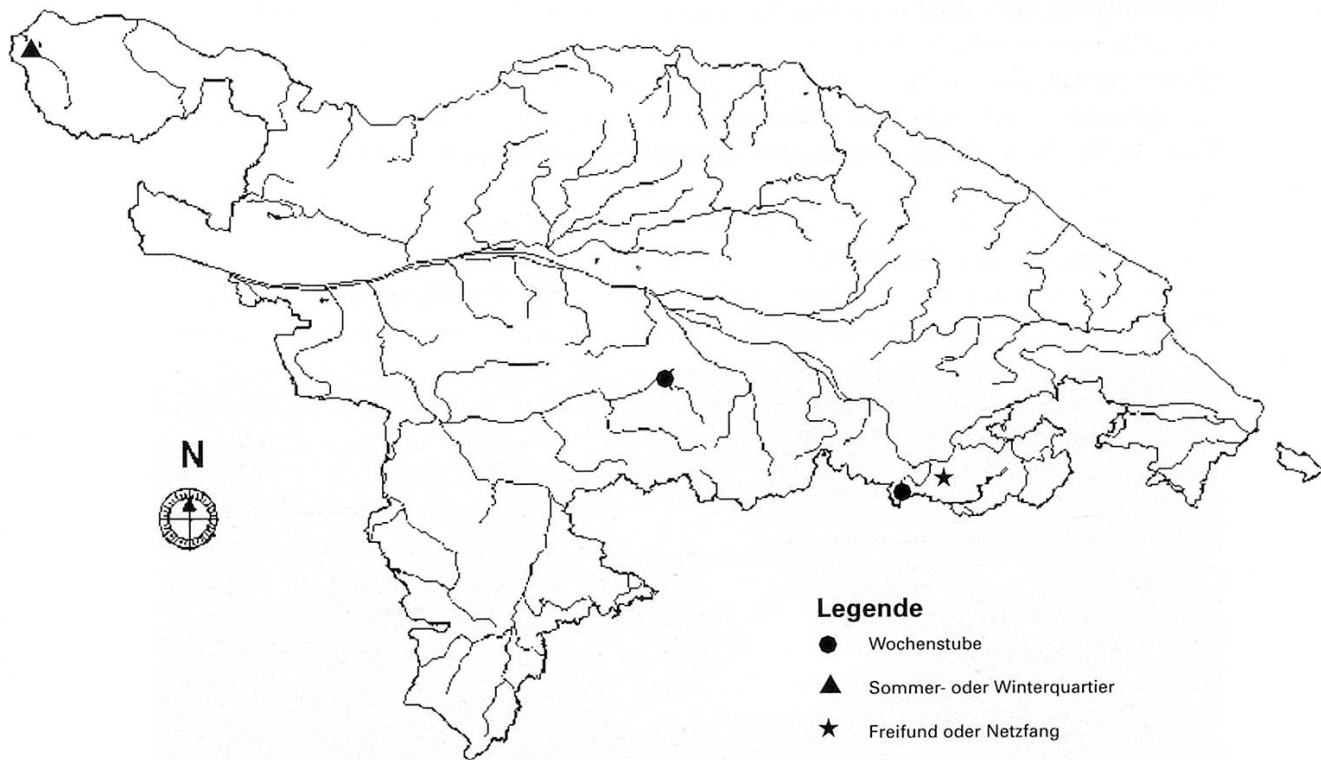 N
Legende
Wochenstube
Sommer- oder Winterquartier
Freifund oder Netzfang